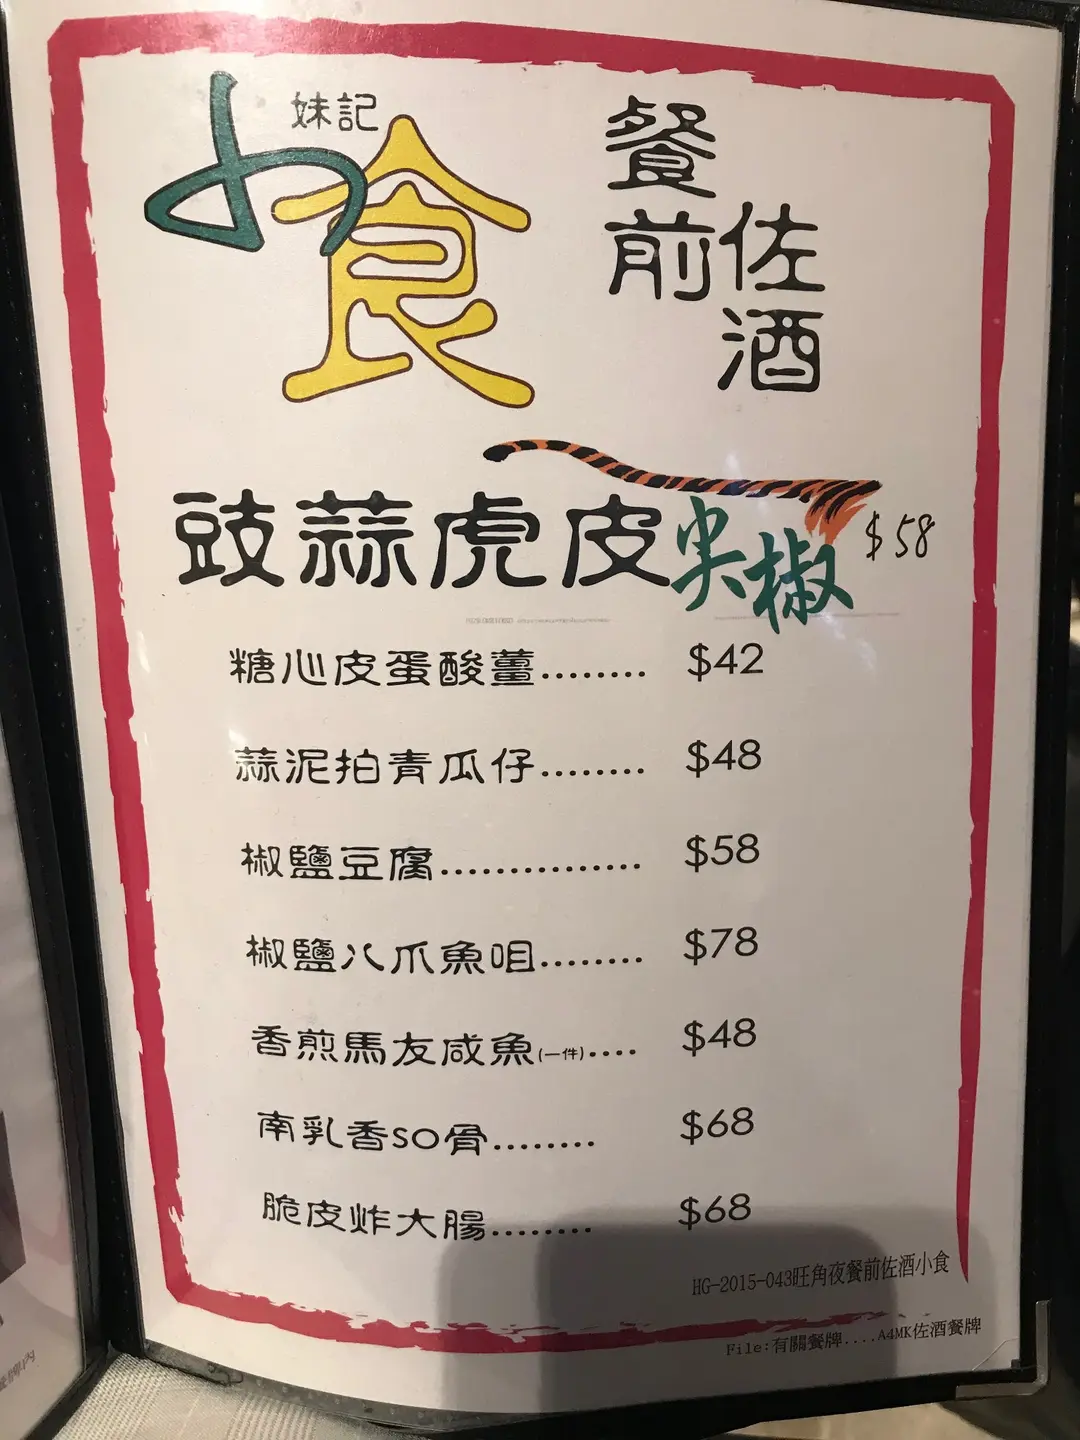 妹記
小食
餐前
佐酒
豉蒜虎皮尖椒 $58
糖心皮蛋酸薑........ $42
蒜泥拍青瓜仔........ $48
椒鹽豆腐............... $58
椒鹽八爪魚咀........ $78
香煎馬友咸魚(一件).... $48
南乳香SO骨........ $68
脆皮炸大腸........ $68
HG-2015-043旺角夜餐前佐酒小食
File:有關餐牌....A4MK佐酒餐牌